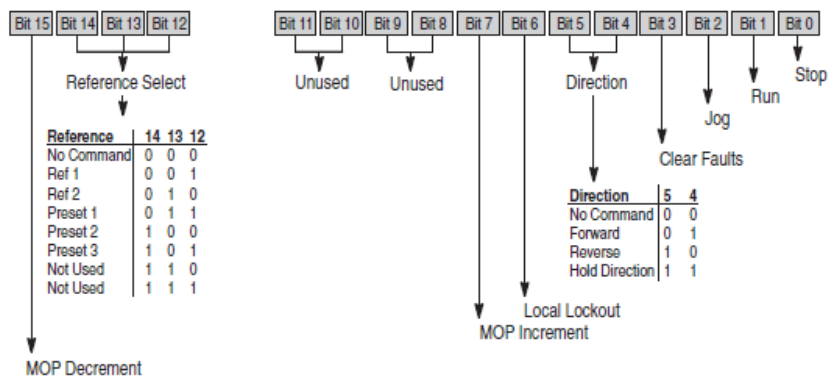 Bit 15 Bit 14 Bit 13 Bit 12 Bit 11 Bit 10 Bit 9 Bit 8 Bit 7 Bit 6 Bit 5 Bit 4 Bit 3 Bit 2 Bit 1 Bit 0
Reference Select
Unused
Unused
Direction
Stop
Run
Jog
Clear Faults
Reference 14 13 12
No Command 0 0 0
Ref 1 0 0 1
Ref 2 0 1 0
Preset 1 0 1 1
Preset 2 1 0 0
Preset 3 1 0 1
Not Used 1 1 0
Not Used 1 1 1
Direction 5 4
No Command 0 0
Forward 0 1
Reverse 1 0
Hold Direction 1 1
Local Lockout
MOP Increment
MOP Decrement